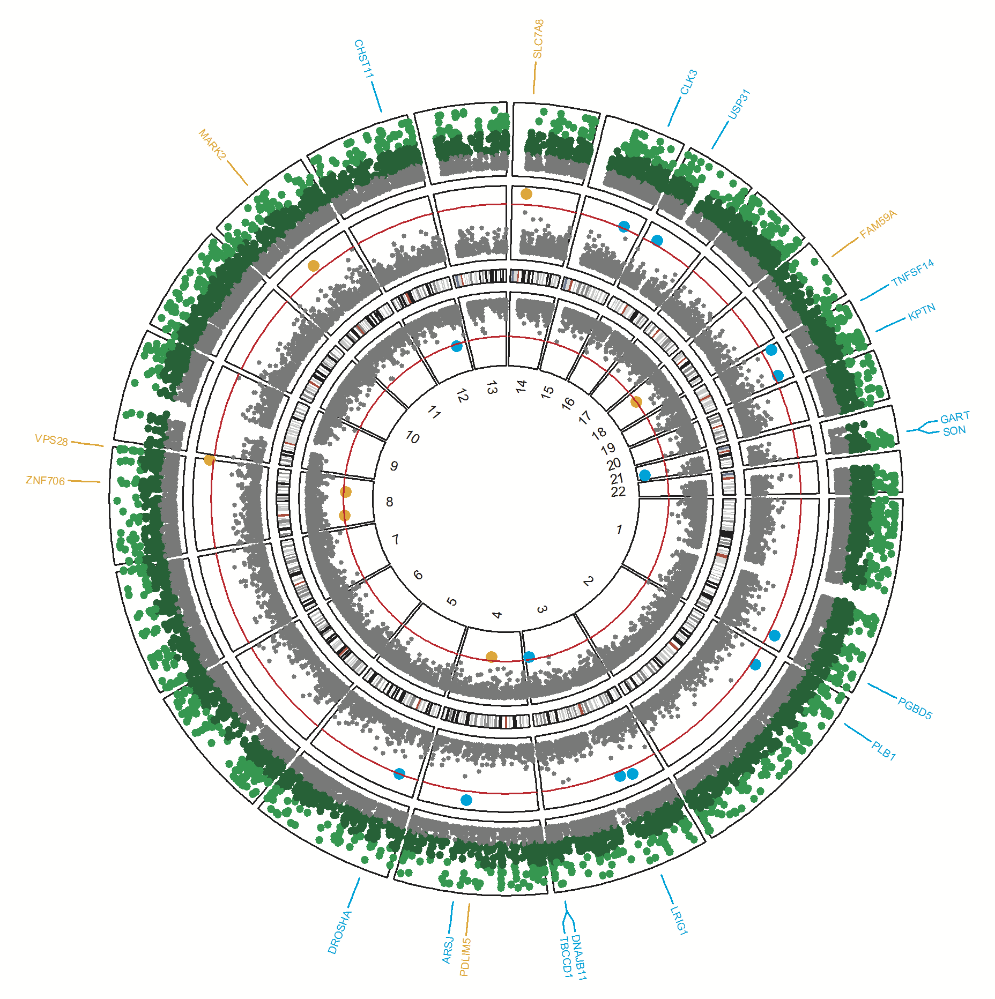 SLC7A8
CLK3
USP31
FAM59A
TNFSF14
KPTN
GART
SON
PGBD5
PLB1
LRIG1
DNAJB11
TBCCD1
PDLIM5
ARSJ
DROSHA
ZNF706
VPS28
MARK2
CHST11
1
2
3
4
5
6
7
8
9
10
11
12
13
14
15
16
17
18
19
20
21
22